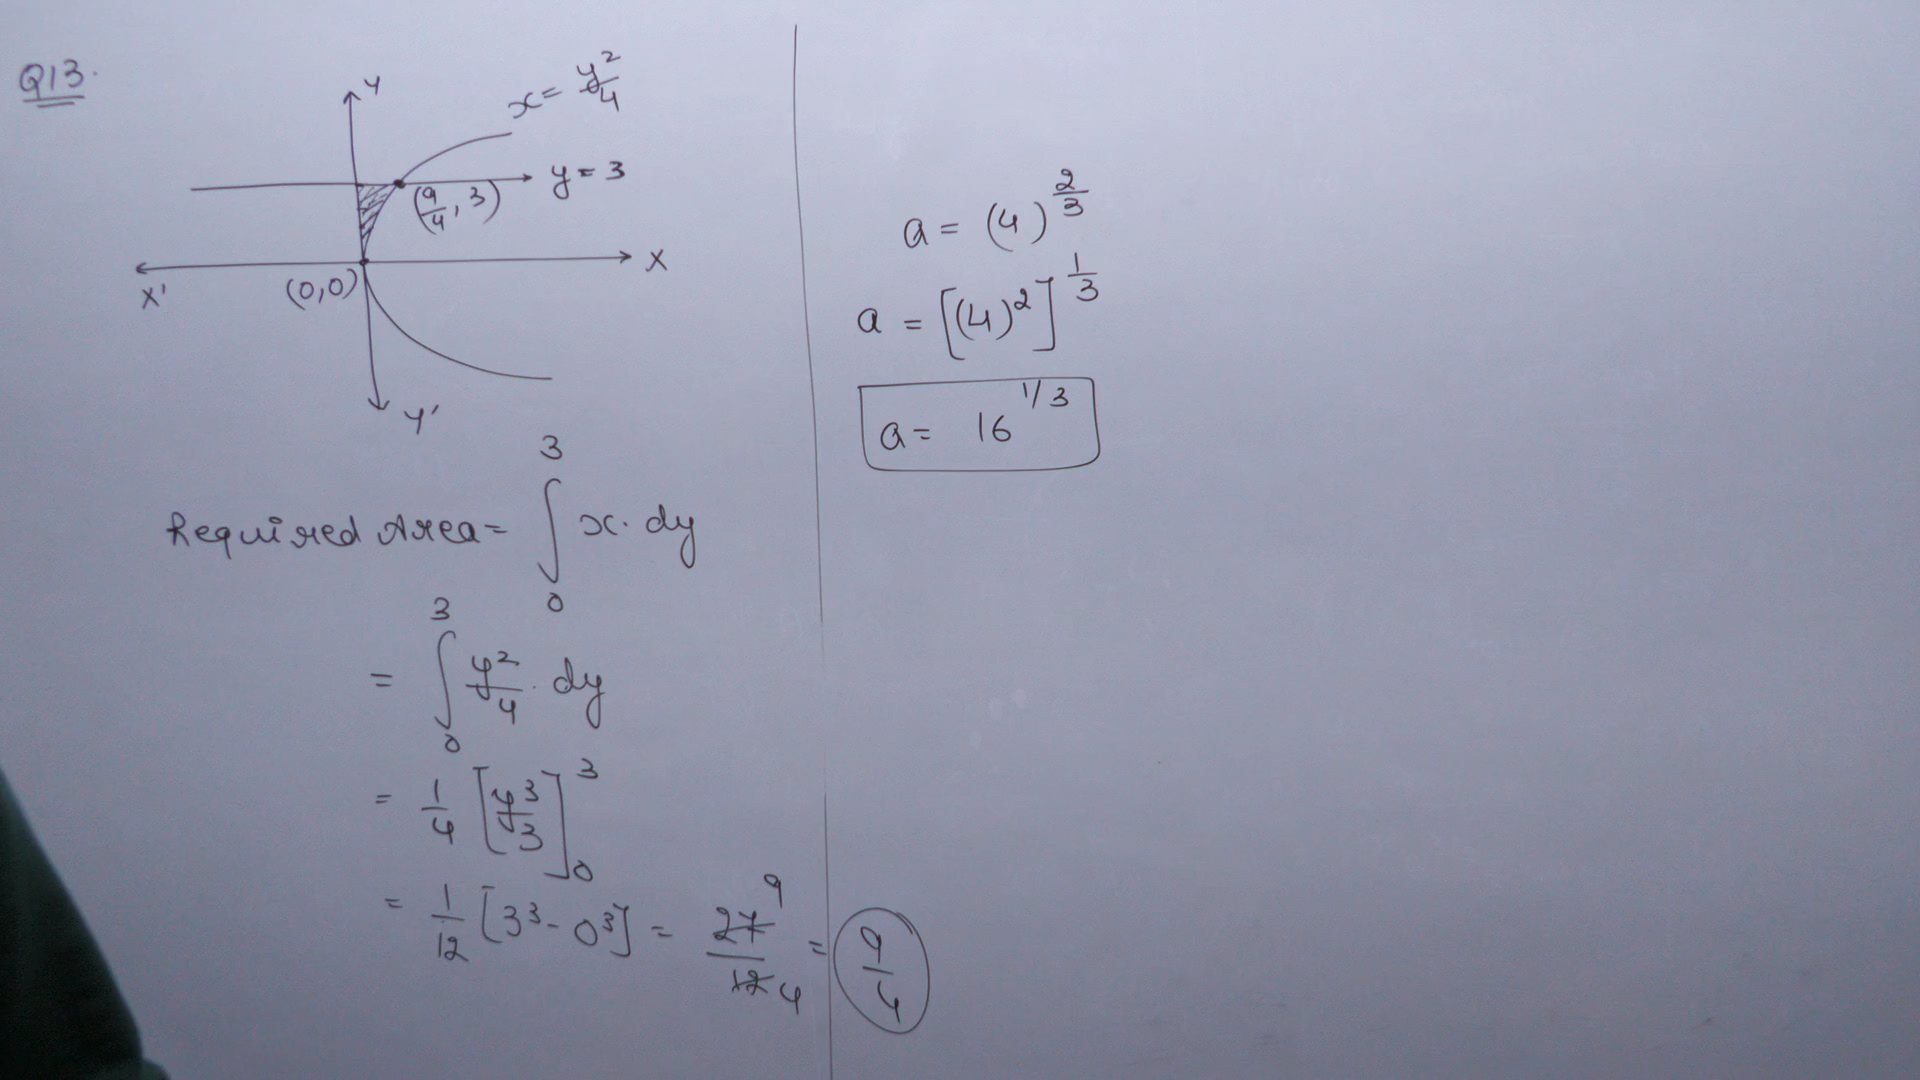 Q13.
Y
x = y²/4
y = 3
(9/4, 3)
X' X
(0,0)
Y'
Required Area = ∫₀³ x. dy
= ∫₀³ y²/4 . dy
= 1/4 [y³/3]₀³
= 1/12 [3³ - 0³] = 27/12 9/4 = 9/4
a = (4)^(2/3)
a = [(4)²]^(1/3)
a = 16^(1/3)